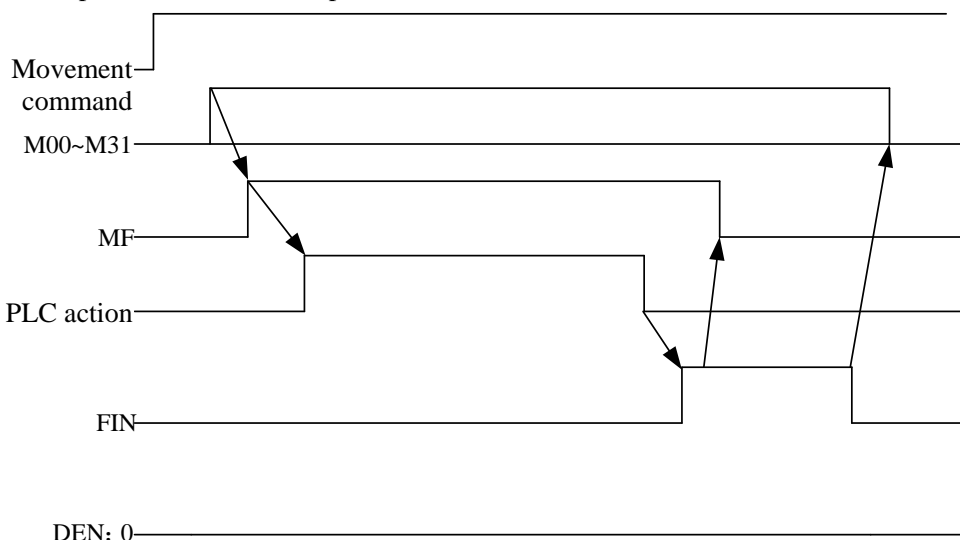 Movement
command
M00~M31
MF
PLC action
FIN
DEN: 0